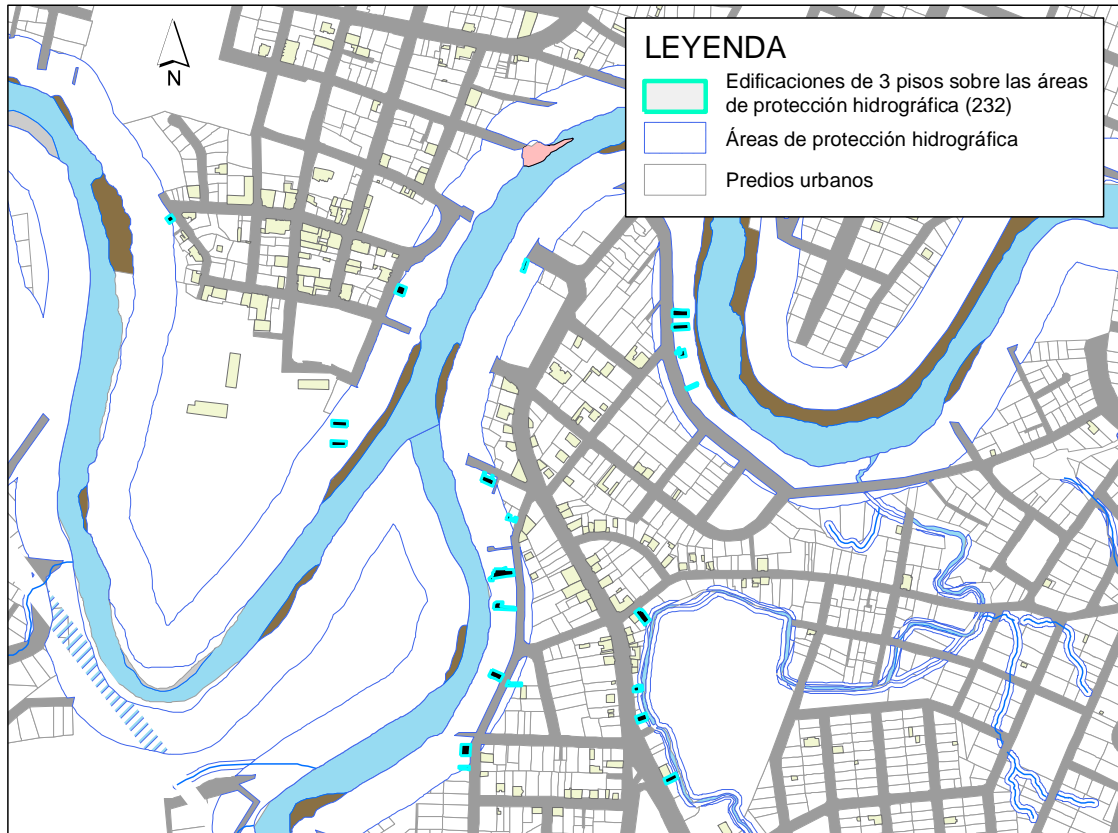 N
LEYENDA
Edificaciones de 3 pisos sobre las áreas
de protección hidrográfica (232)
Áreas de protección hidrográfica
Predios urbanos